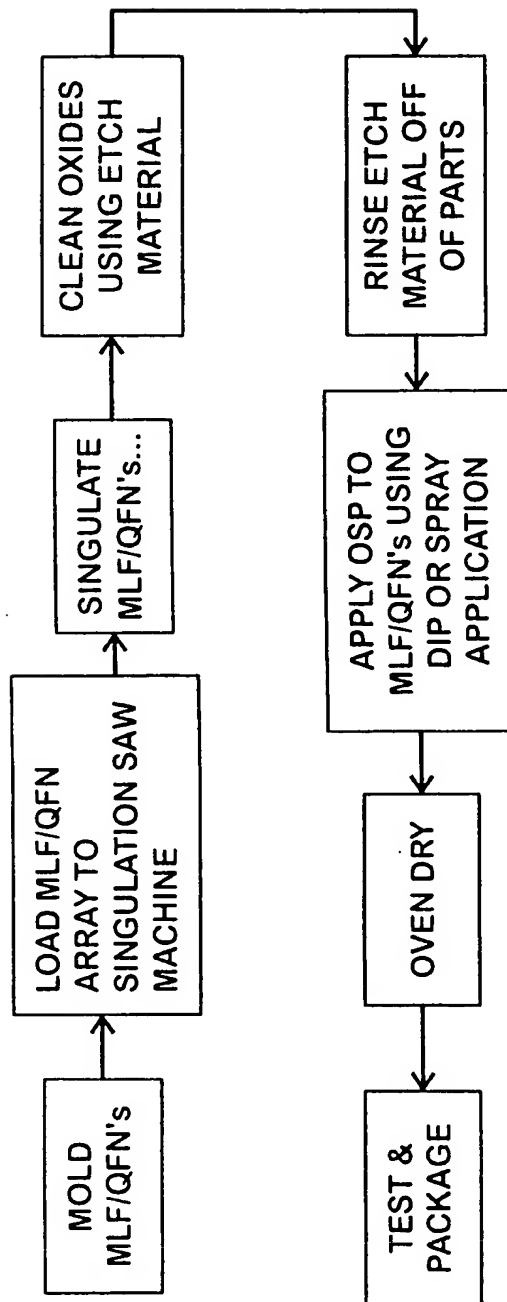 MOLD
MLF/QFN's
LOAD MLF/QFN
ARRAY TO
SINGULATION SAW
MACHINE
SINGULATE
MLF/QFN's...
CLEAN OXIDES
USING ETCH
MATERIAL
RINSE ETCH
MATERIAL OFF
OF PARTS
APPLY OSP TO
MLF/QFN's USING
DIP OR SPRAY
APPLICATION
OVEN DRY
TEST &
PACKAGE